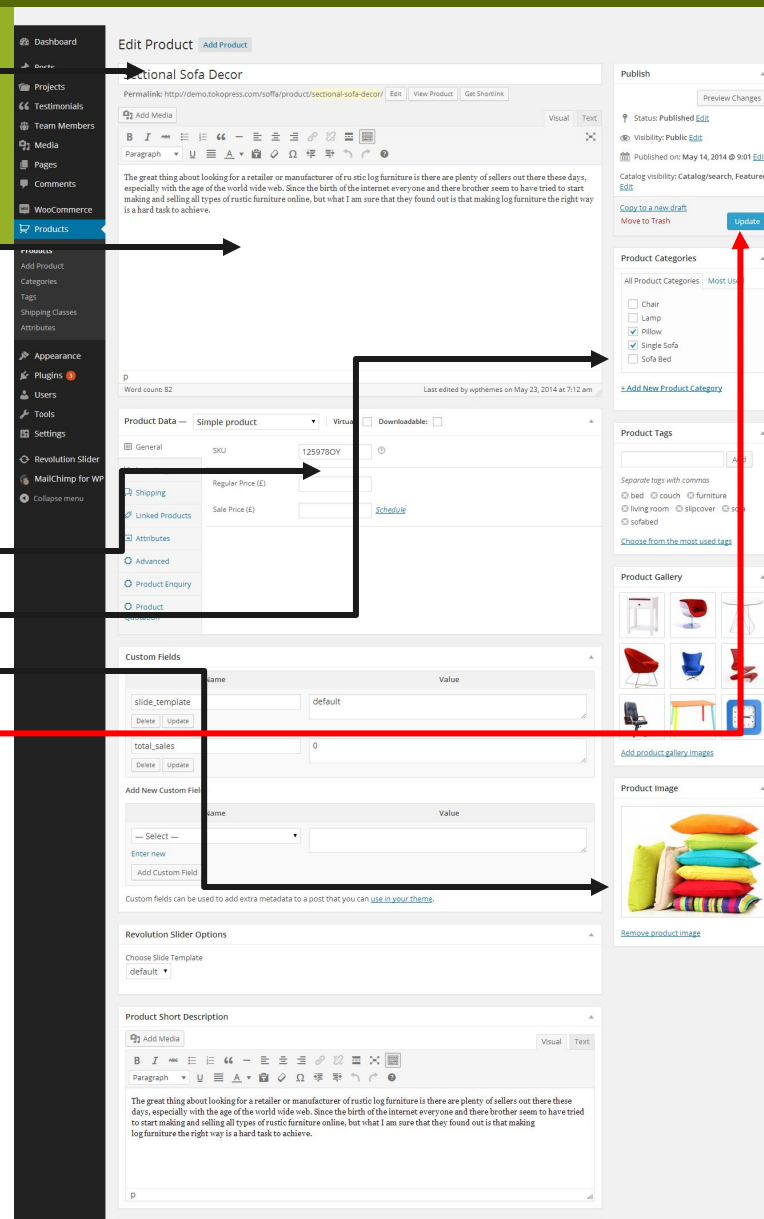 Dashboard
Posts
Projects
Testimonials
Team Members
Media
Pages
Comments
WooCommerce
Products
Products
Add Product
Categories
Tags
Shipping Classes
Attributes
Appearance
Plugins 3
Users
Tools
Settings
Revolution Slider
MailChimp for WP
Collapse menu
Edit Product Add Product
Sectional Sofa Decor
Permalink: http://demo.tokopress.com/soffa/product/sectional-sofa-decor/ Edit View Product Get Shortlink
Add Media
Visual Text
B I ABC
Paragraph U A Ω
The great thing about looking for a retailer or manufacturer of ru stic log furniture is there are plenty of sellers out there these days,
especially with the age of the world wide web. Since the birth of the internet everyone and there brother seem to have tried to start
making and selling all types of rustic furniture online, but what I am sure that they found out is that making log furniture the right way
is a hard task to achieve.
p
Word count: 82 Last edited by wpthemes on May 23, 2014 at 7:12 am
Product Data — Simple product Virtual: Downloadable:
General
Shipping
Linked Products
Attributes
Advanced
Product Enquiry
Product
Quotation
SKU 125978OY
Regular Price (£)
Sale Price (£) Schedule
Custom Fields
Name Value
slide_template default
Delete Update
total_sales 0
Delete Update
Add New Custom Field
Name Value
— Select —
Enter new
Add Custom Field
Custom fields can be used to add extra metadata to a post that you can use in your theme.
Revolution Slider Options
Choose Slide Template
default
Product Short Description
Add Media
Visual Text
B I ABC
Paragraph U A Ω
The great thing about looking for a retailer or manufacturer of rustic log furniture is there are plenty of sellers out there these
days, especially with the age of the world wide web. Since the birth of the internet everyone and there brother seem to have tried
to start making and selling all types of rustic furniture online, but what I am sure that they found out is that making
log furniture the right way is a hard task to achieve.
p
Publish
Preview Changes
Status: Published Edit
Visibility: Public Edit
Published on: May 14, 2014 @ 9:01 Edit
Catalog visibility: Catalog/search, Featured
Edit
Copy to a new draft
Move to Trash Update
Product Categories
All Product Categories Most Used
Chair
Lamp
Pillow
Single Sofa
Sofa Bed
+ Add New Product Category
Product Tags
Add
Separate tags with commas
bed couch furniture
living room slipcover sofa
sofabed
Choose from the most used tags
Product Gallery
Add product gallery images
Product Image
Remove product image